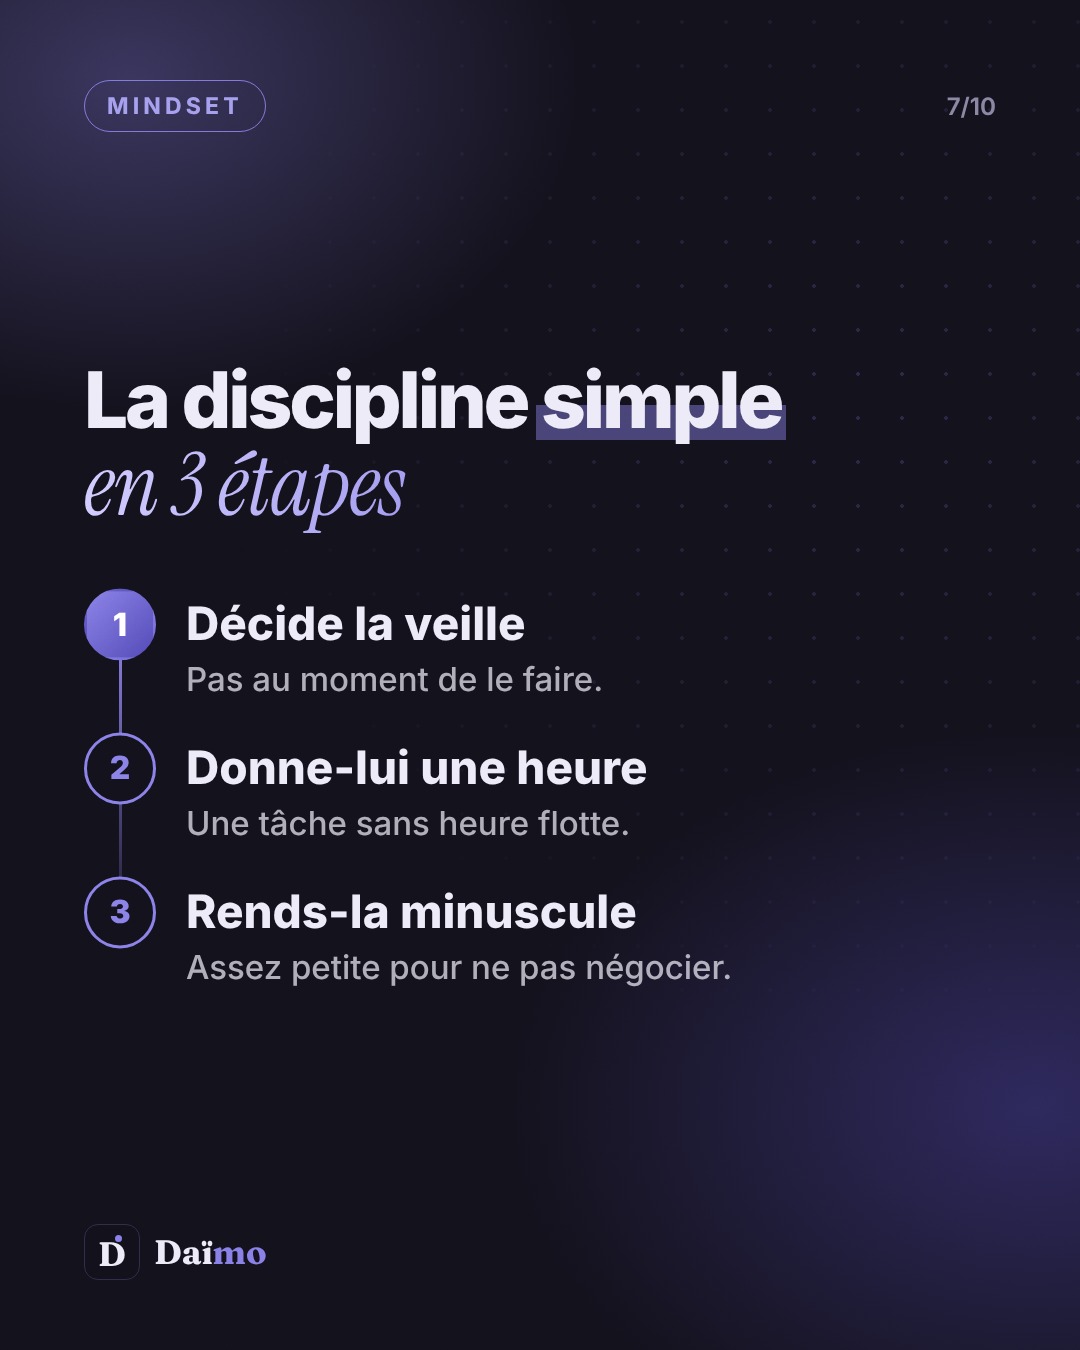 MINDSET
7/10
La discipline simple
en 3 étapes
1
Décide la veille
Pas au moment de le faire.
2
Donne-lui une heure
Une tâche sans heure flotte.
3
Rends-la minuscule
Assez petite pour ne pas négocier.
D Daïmo